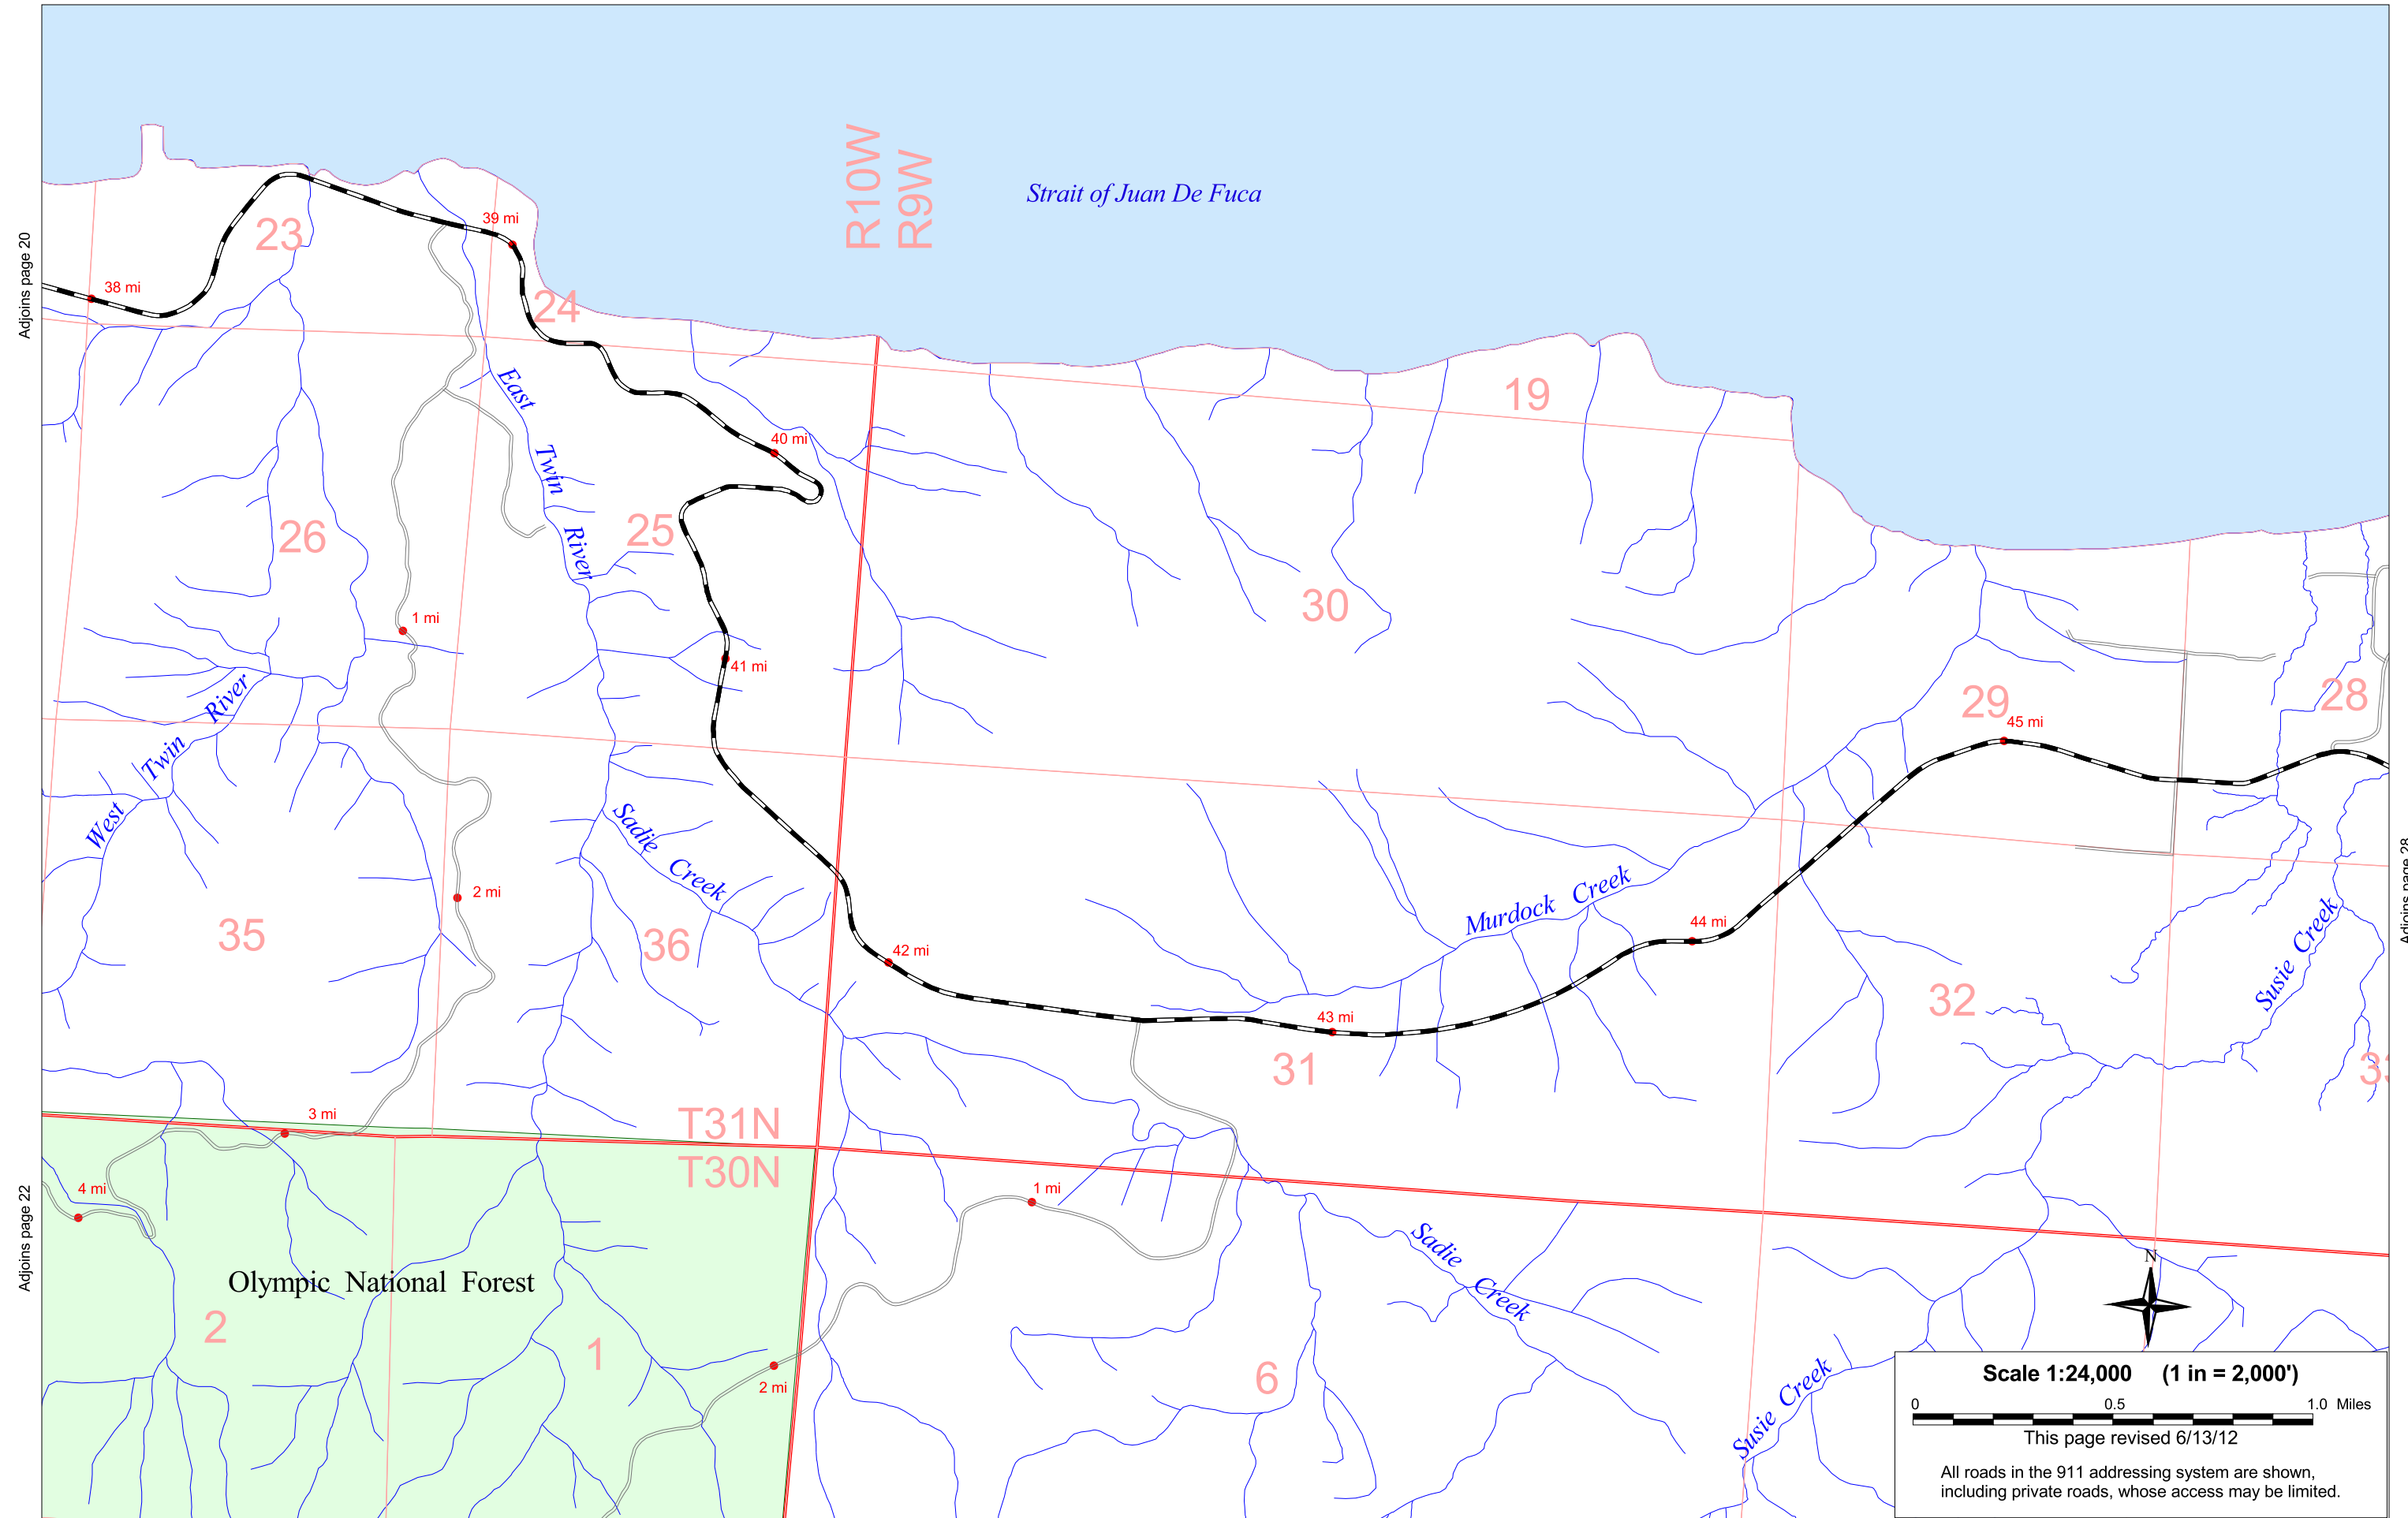 R10W
R9W
Strait of Juan De Fuca
Adjoins page 20
23
39 mi
38 mi
24
East
Twin
River
19
40 mi
26
25
30
1 mi
41 mi
29
28
45 mi
West
Twin
River
Adjoins page 28
Sadie
Creek
35
2 mi
36
42 mi
Murdock
Creek
44 mi
43 mi
32
Susie
Creek
31
33
3 mi
T31N
T30N
4 mi
Adjoins page 22
1 mi
Sadie
Creek
Olympic National Forest
2
1
2 mi
6
Susie
Creek
N
Scale 1:24,000 (1 in = 2,000')
0 0.5 1.0 Miles
This page revised 6/13/12
All roads in the 911 addressing system are shown,
including private roads, whose access may be limited.